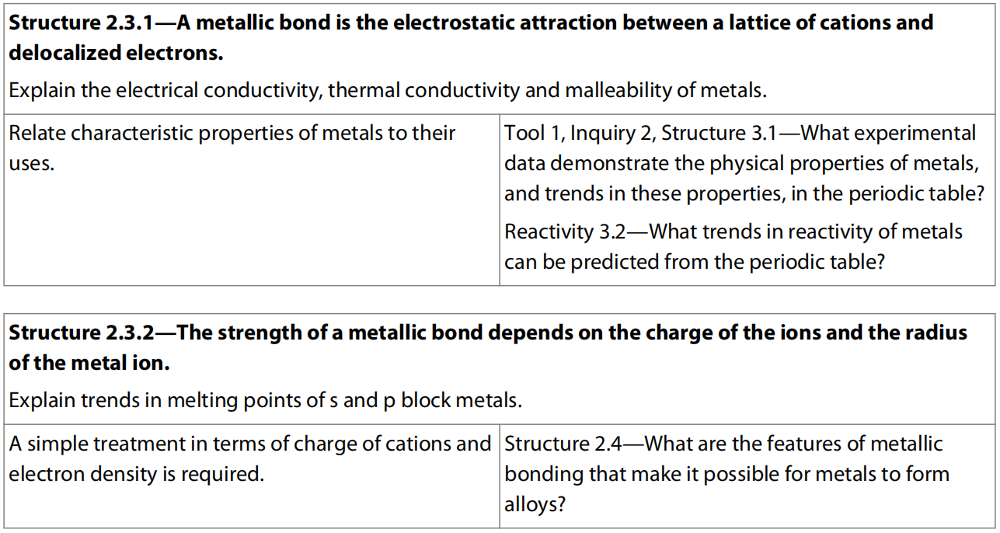 Structure 2.3.1—A metallic bond is the electrostatic attraction between a lattice of cations and
delocalized electrons.
Explain the electrical conductivity, thermal conductivity and malleability of metals.
Relate characteristic properties of metals to their
uses.
Tool 1, Inquiry 2, Structure 3.1—What experimental
data demonstrate the physical properties of metals,
and trends in these properties, in the periodic table?
Reactivity 3.2—What trends in reactivity of metals
can be predicted from the periodic table?
Structure 2.3.2—The strength of a metallic bond depends on the charge of the ions and the radius
of the metal ion.
Explain trends in melting points of s and p block metals.
A simple treatment in terms of charge of cations and
electron density is required.
Structure 2.4—What are the features of metallic
bonding that make it possible for metals to form
alloys?